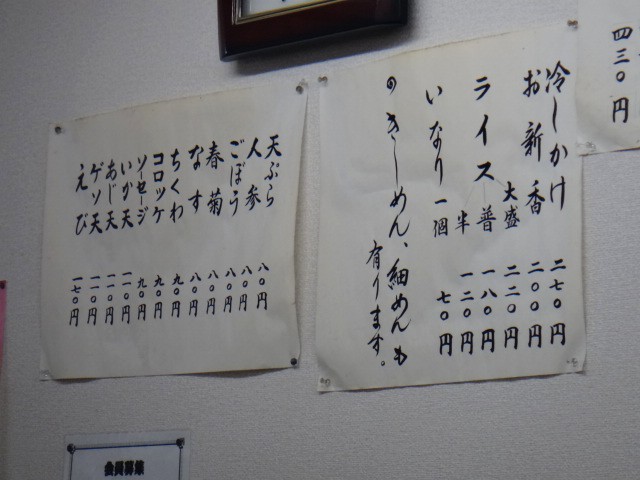 四三〇円
冷しかけ 二七〇円
お新香 二〇〇円
ライス 大盛 二二〇円
普 一八〇円
半 一二〇円
いなり一個 七〇円
のきしめん、細めんも有ります。
天ぷら 八〇円
人参 八〇円
ごぼう 八〇円
春菊 八〇円
なす 八〇円
ちくわ 九〇円
コロッケ 九〇円
ソーセージ 九〇円
いか天 一〇〇円
あじ天 一一〇円
ゲソ天 一一〇円
えび 一七〇円
会員募集